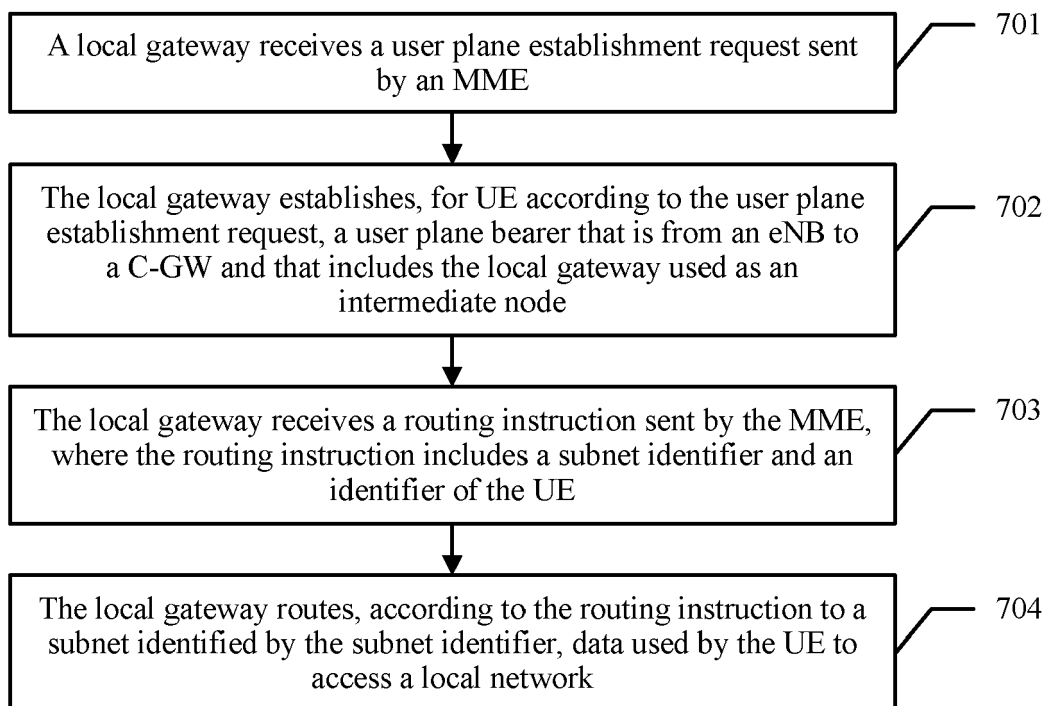 A local gateway receives a user plane establishment request sent
by an MME
701
The local gateway establishes, for UE according to the user plane
establishment request, a user plane bearer that is from an eNB to
a C-GW and that includes the local gateway used as an
intermediate node
702
The local gateway receives a routing instruction sent by the MME,
where the routing instruction includes a subnet identifier and an
identifier of the UE
703
The local gateway routes, according to the routing instruction to a
subnet identified by the subnet identifier, data used by the UE to
access a local network
704